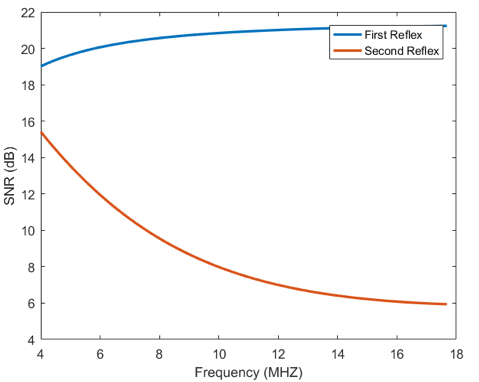 22
20
18
16
14
12
10
8
6
4
SNR (dB)
First Reflex
Second Reflex
4 6 8 10 12 14 16 18
Frequency (MHZ)